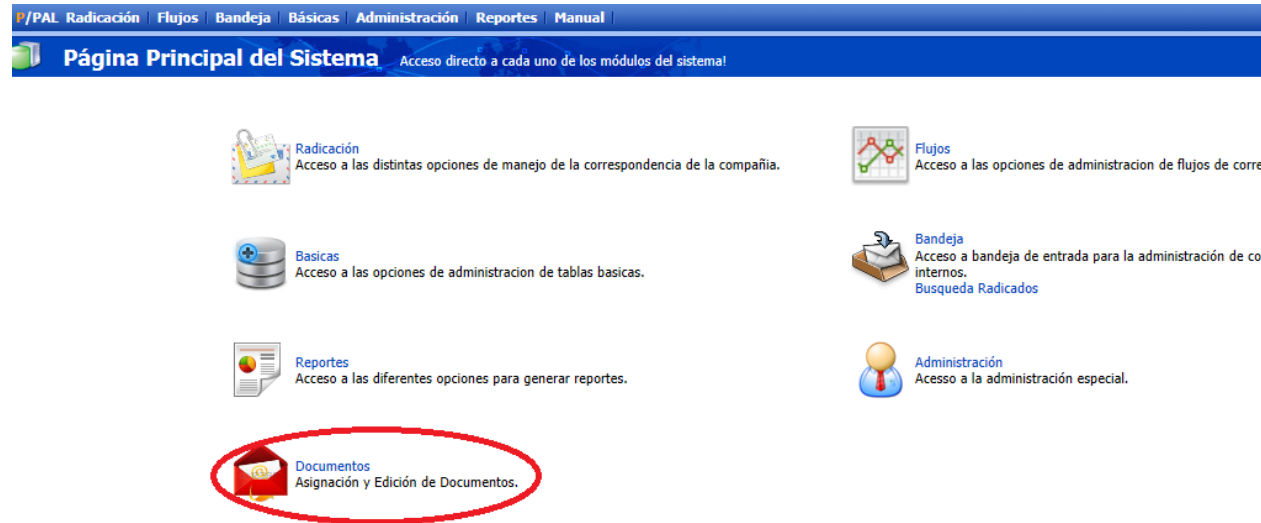 P/PAL Radicación Flujos Bandeja Básicas Administración Reportes Manual
Página Principal del Sistema Acceso directo a cada uno de los módulos del sistema!
Radicación
Acceso a las distintas opciones de manejo de la correspondencia de la compañia.
Flujos
Acceso a las opciones de administracion de flujos de corre
Basicas
Acceso a las opciones de administracion de tablas basicas.
Bandeja
Acceso a bandeja de entrada para la administración de co
internos.
Busqueda Radicados
Reportes
Acceso a las diferentes opciones para generar reportes.
Administración
Acesso a la administración especial.
Documentos
Asignación y Edición de Documentos.